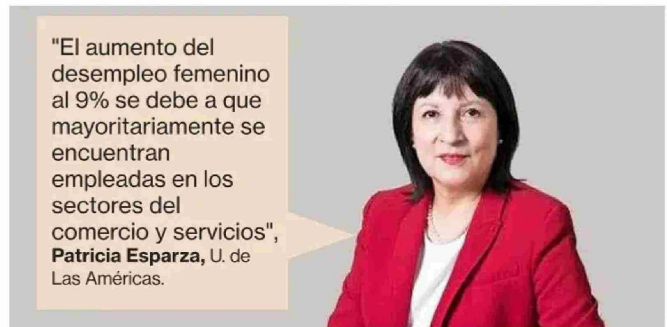 "El aumento del
desempleo femenino
al 9% se debe a que
mayoritariamente se
encuentran
empleadas en los
sectores del
comercio y servicios",
Patricia Esparza, U. de
Las Américas.